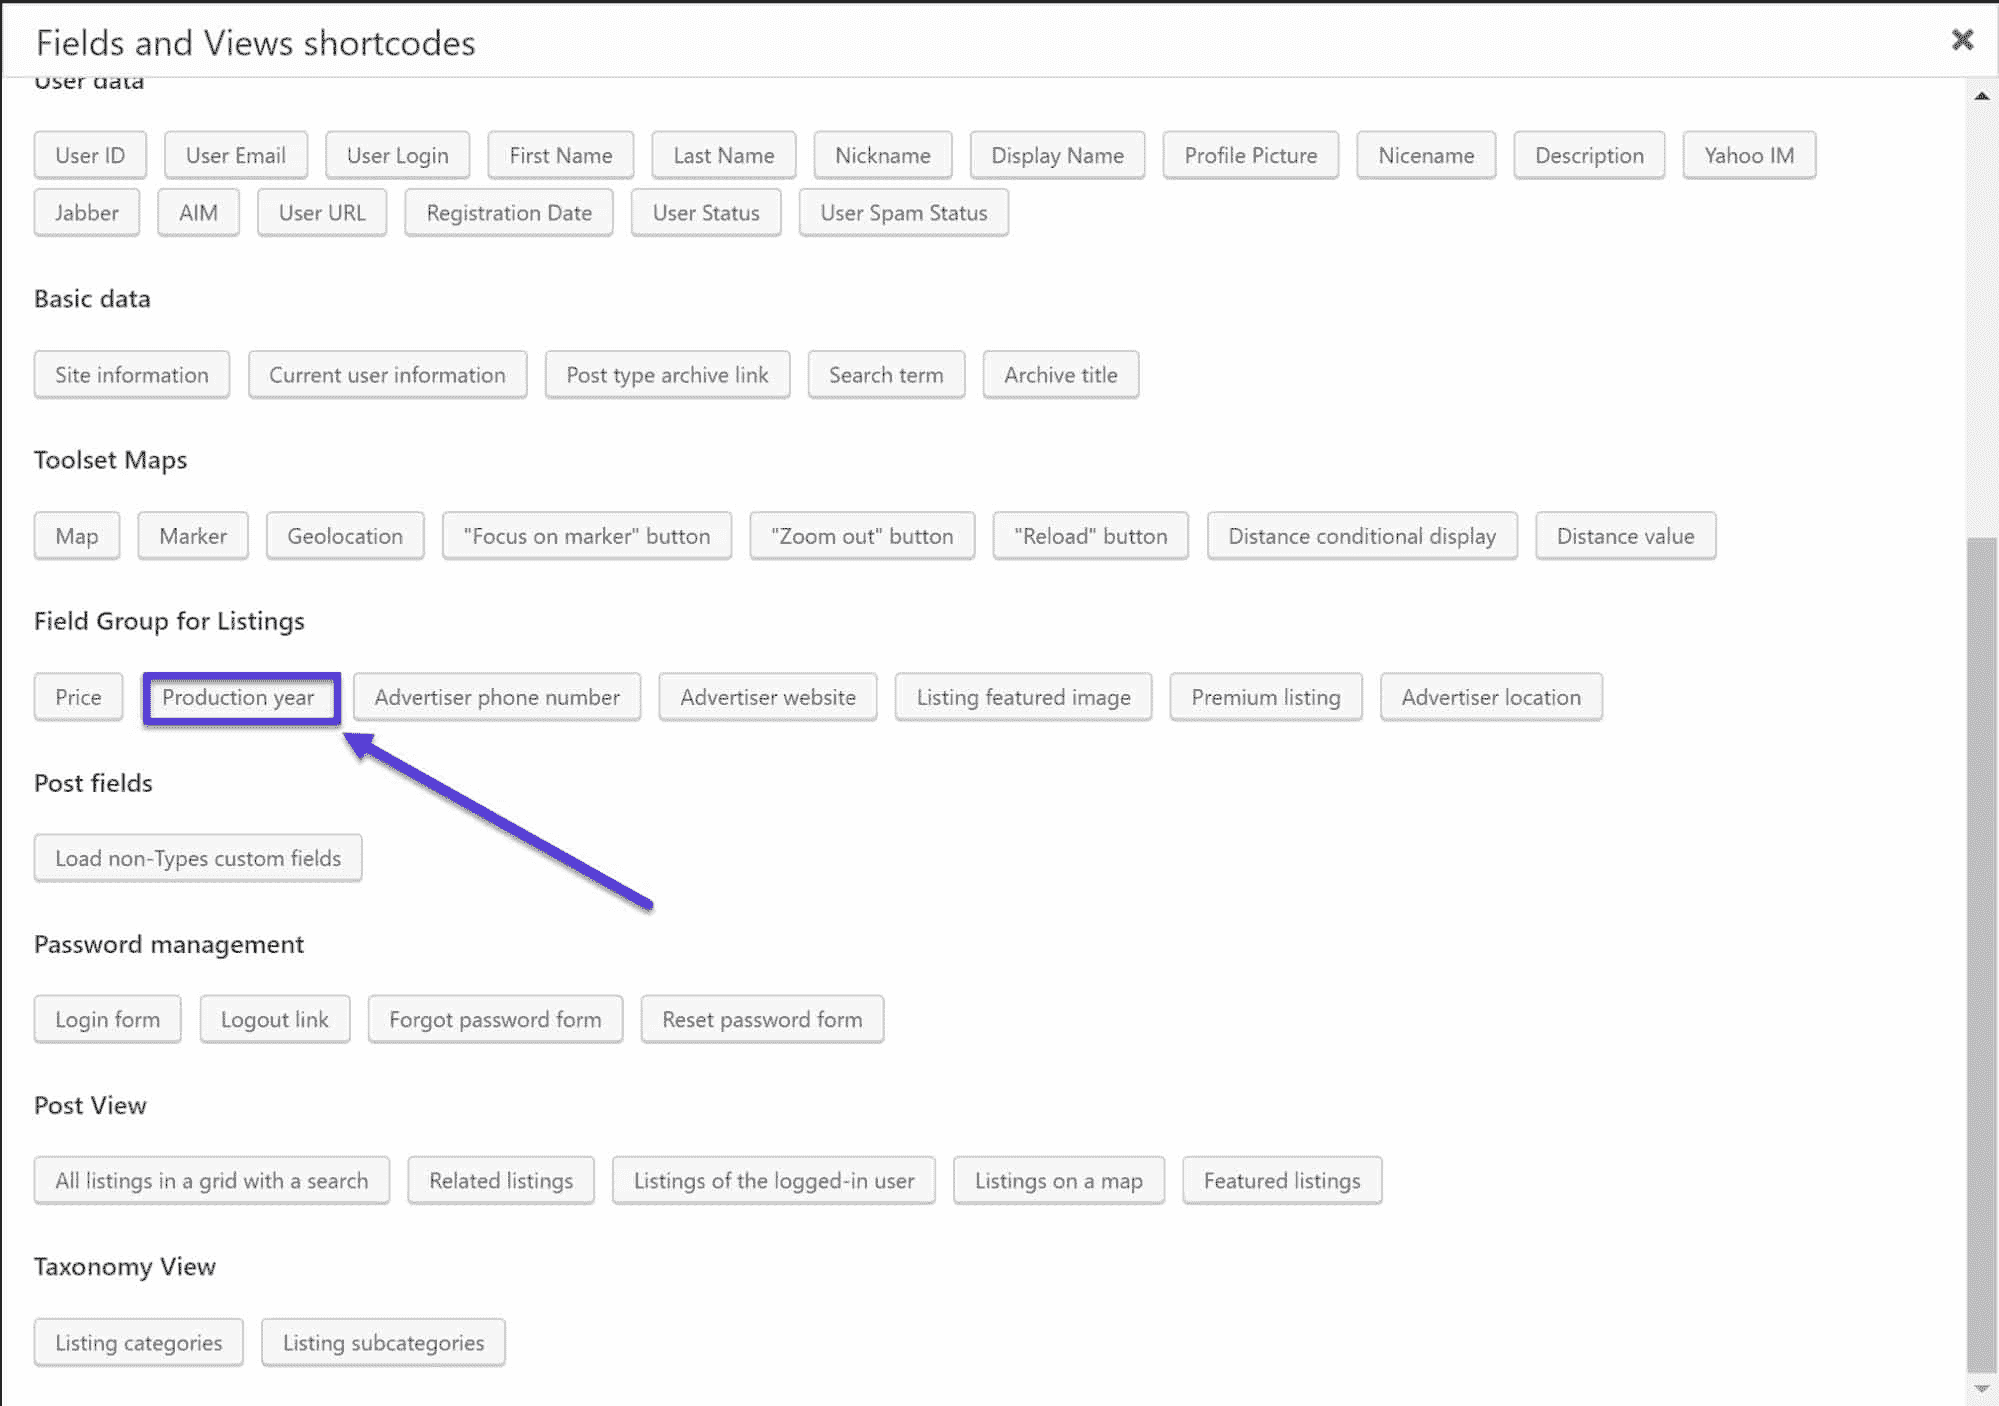 Fields and Views shortcodes
User data
User ID User Email User Login First Name Last Name Nickname Display Name Profile Picture Nicename Description Yahoo IM
Jabber AIM User URL Registration Date User Status User Spam Status
Basic data
Site information Current user information Post type archive link Search term Archive title
Toolset Maps
Map Marker Geolocation "Focus on marker" button "Zoom out" button "Reload" button Distance conditional display Distance value
Field Group for Listings
Price Production year Advertiser phone number Advertiser website Listing featured image Premium listing Advertiser location
Post fields
Load non-Types custom fields
Password management
Login form Logout link Forgot password form Reset password form
Post View
All listings in a grid with a search Related listings Listings of the logged-in user Listings on a map Featured listings
Taxonomy View
Listing categories Listing subcategories